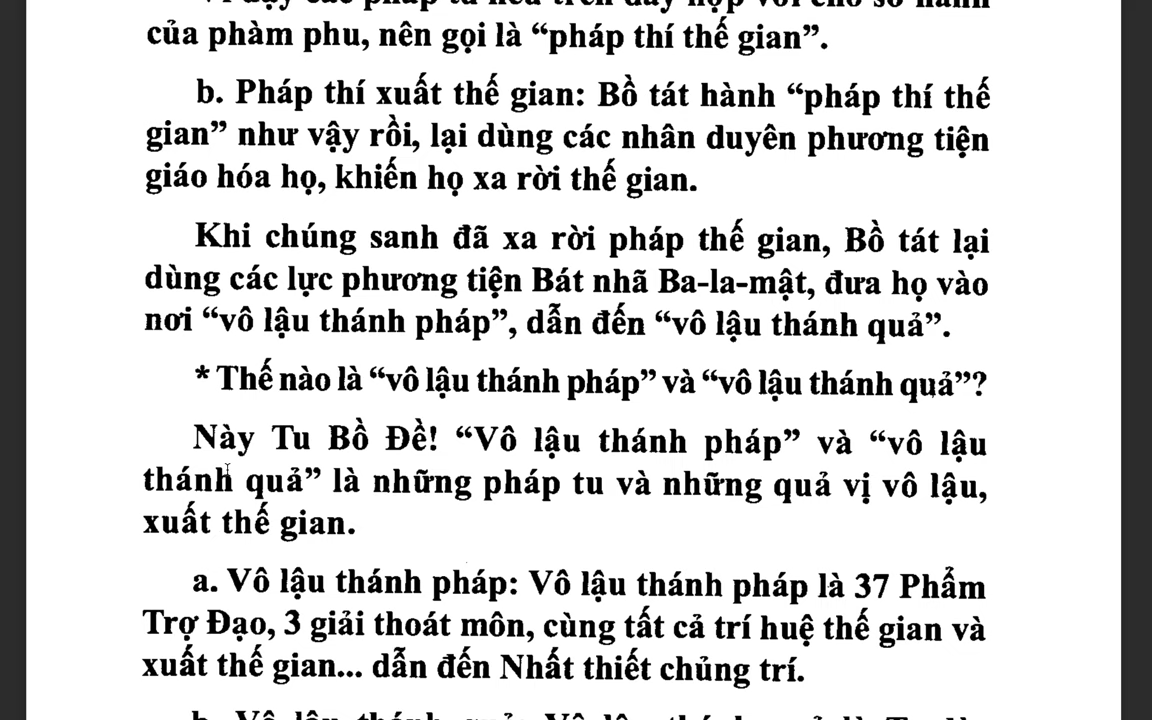 của phàm phu, nên gọi là “pháp thí thế gian”.
b. Pháp thí xuất thế gian: Bồ tát hành “pháp thí thế
gian” như vậy rồi, lại dùng các nhân duyên phương tiện
giáo hóa họ, khiến họ xa rời thế gian.
Khi chúng sanh đã xa rời pháp thế gian, Bồ tát lại
dùng các lực phương tiện Bát nhã Ba-la-mật, đưa họ vào
nơi “vô lậu thánh pháp”, dẫn đến “vô lậu thánh quả”.
* Thế nào là “vô lậu thánh pháp” và “vô lậu thánh quả”?
Này Tu Bồ Đề! “Vô lậu thánh pháp” và “vô lậu
thánh quả” là những pháp tu và những quả vị vô lậu,
xuất thế gian.
a. Vô lậu thánh pháp: Vô lậu thánh pháp là 37 Phẩm
Trợ Đạo, 3 giải thoát môn, cùng tất cả trí huệ thế gian và
xuất thế gian... dẫn đến Nhất thiết chủng trí.